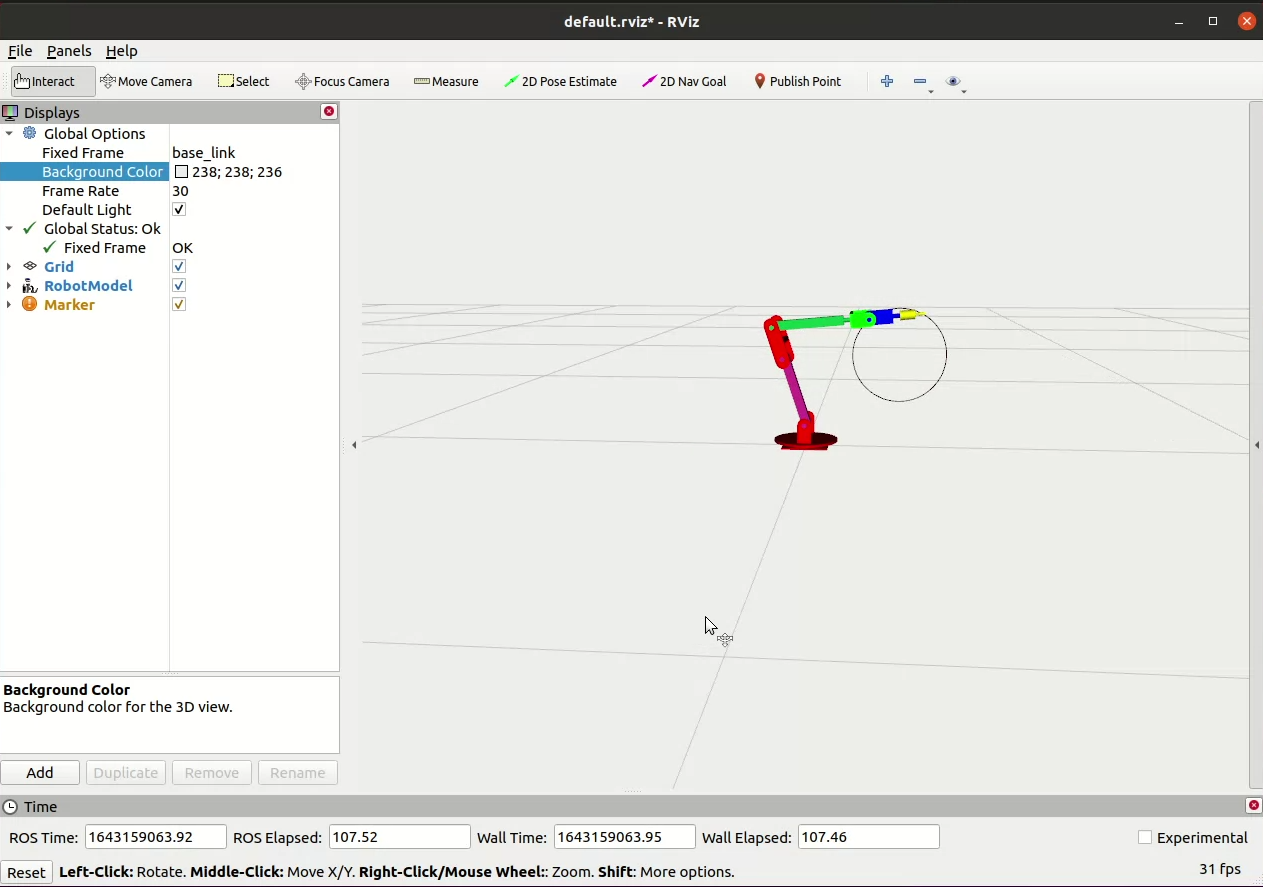 default.rviz* - RViz
File Panels Help
Interact Move Camera Select Focus Camera Measure 2D Pose Estimate 2D Nav Goal Publish Point
Displays
Global Options
Fixed Frame base_link
Background Color 238; 238; 236
Frame Rate 30
Default Light
Global Status: Ok
Fixed Frame OK
Grid
RobotModel
Marker
Background Color
Background color for the 3D view.
Add Duplicate Remove Rename
Time
ROS Time: 1643159063.92 ROS Elapsed: 107.52 Wall Time: 1643159063.95 Wall Elapsed: 107.46 Experimental
Reset Left-Click: Rotate. Middle-Click: Move X/Y. Right-Click/Mouse Wheel:: Zoom. Shift: More options. 31 fps